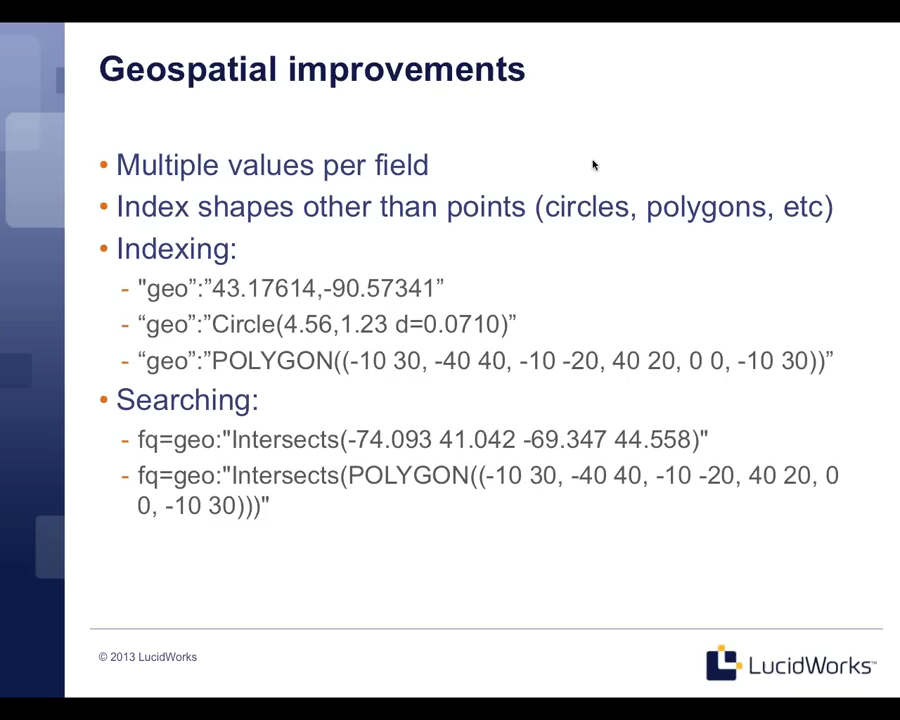 Geospatial improvements
• Multiple values per field
• Index shapes other than points (circles, polygons, etc)
• Indexing:
- "geo”:”43.17614,-90.57341”
- “geo”:”Circle(4.56,1.23 d=0.0710)”
- “geo”:”POLYGON((-10 30, -40 40, -10 -20, 40 20, 0 0, -10 30))”
• Searching:
- fq=geo:"Intersects(-74.093 41.042 -69.347 44.558)"
- fq=geo:"Intersects(POLYGON((-10 30, -40 40, -10 -20, 40 20, 0
0, -10 30)))"
© 2013 LucidWorks
LucidWorks™